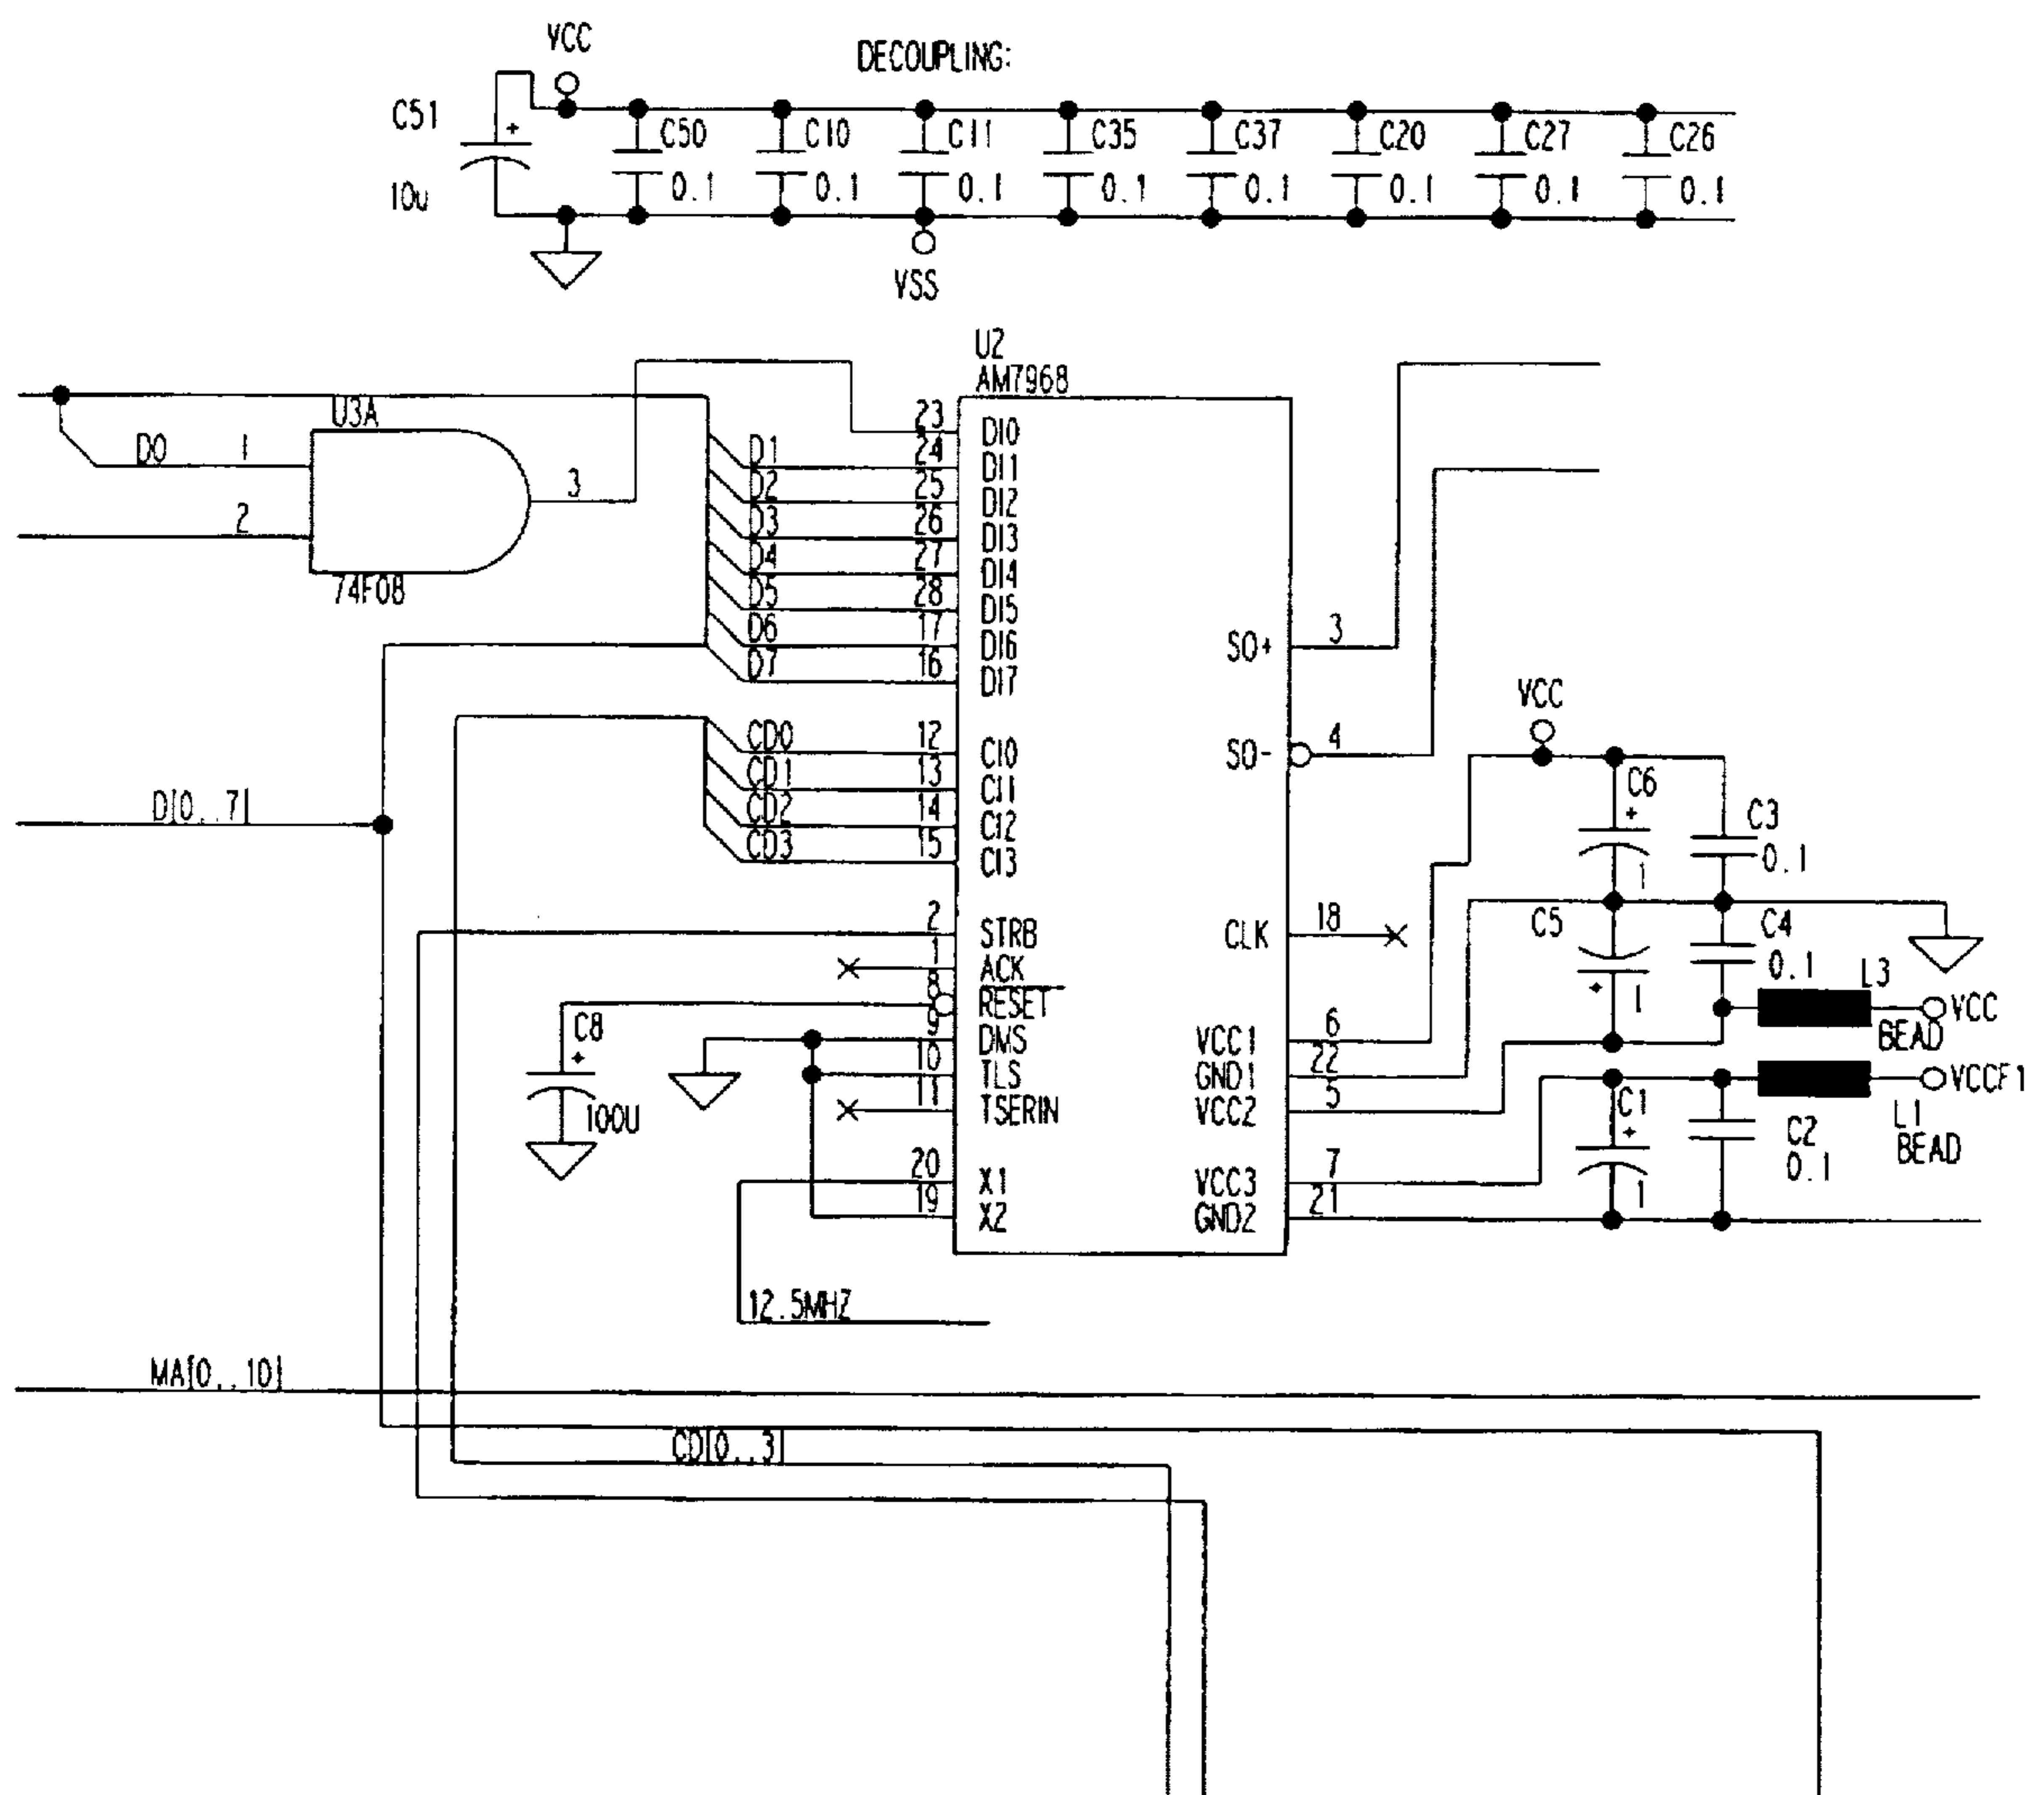 VCC
DECOUPLING:
C51
10u
C50
0.1
C10
0.1
C11
0.1
C35
0.1
C37
0.1
C20
0.1
C27
0.1
C26
0.1
VSS
U2
AM7968
U3A
D0
1
2
3
74F08
D1
D2
D3
D4
D5
D6
D7
23
24
25
26
27
28
17
16
DI0
DI1
DI2
DI3
DI4
DI5
DI6
DI7
SO+
3
SO-
4
CD0
CD1
CD2
CD3
12
13
14
15
CI0
CI1
CI2
CI3
D[0..7]
2
1
8
9
10
11
STRB
ACK
RESET
DMS
TLS
TSERIN
C8
+
100U
20
19
X1
X2
CLK
18
VCC1
GND1
VCC2
6
22
5
VCC3
GND2
7
21
VCC
C6
+
1
C3
0.1
C5
+
1
C4
0.1
L3
BEAD
VCC
VCCF1
C1
+
1
C2
0.1
L1
BEAD
12.5MHZ
MA[0..10]
CD[0..3]